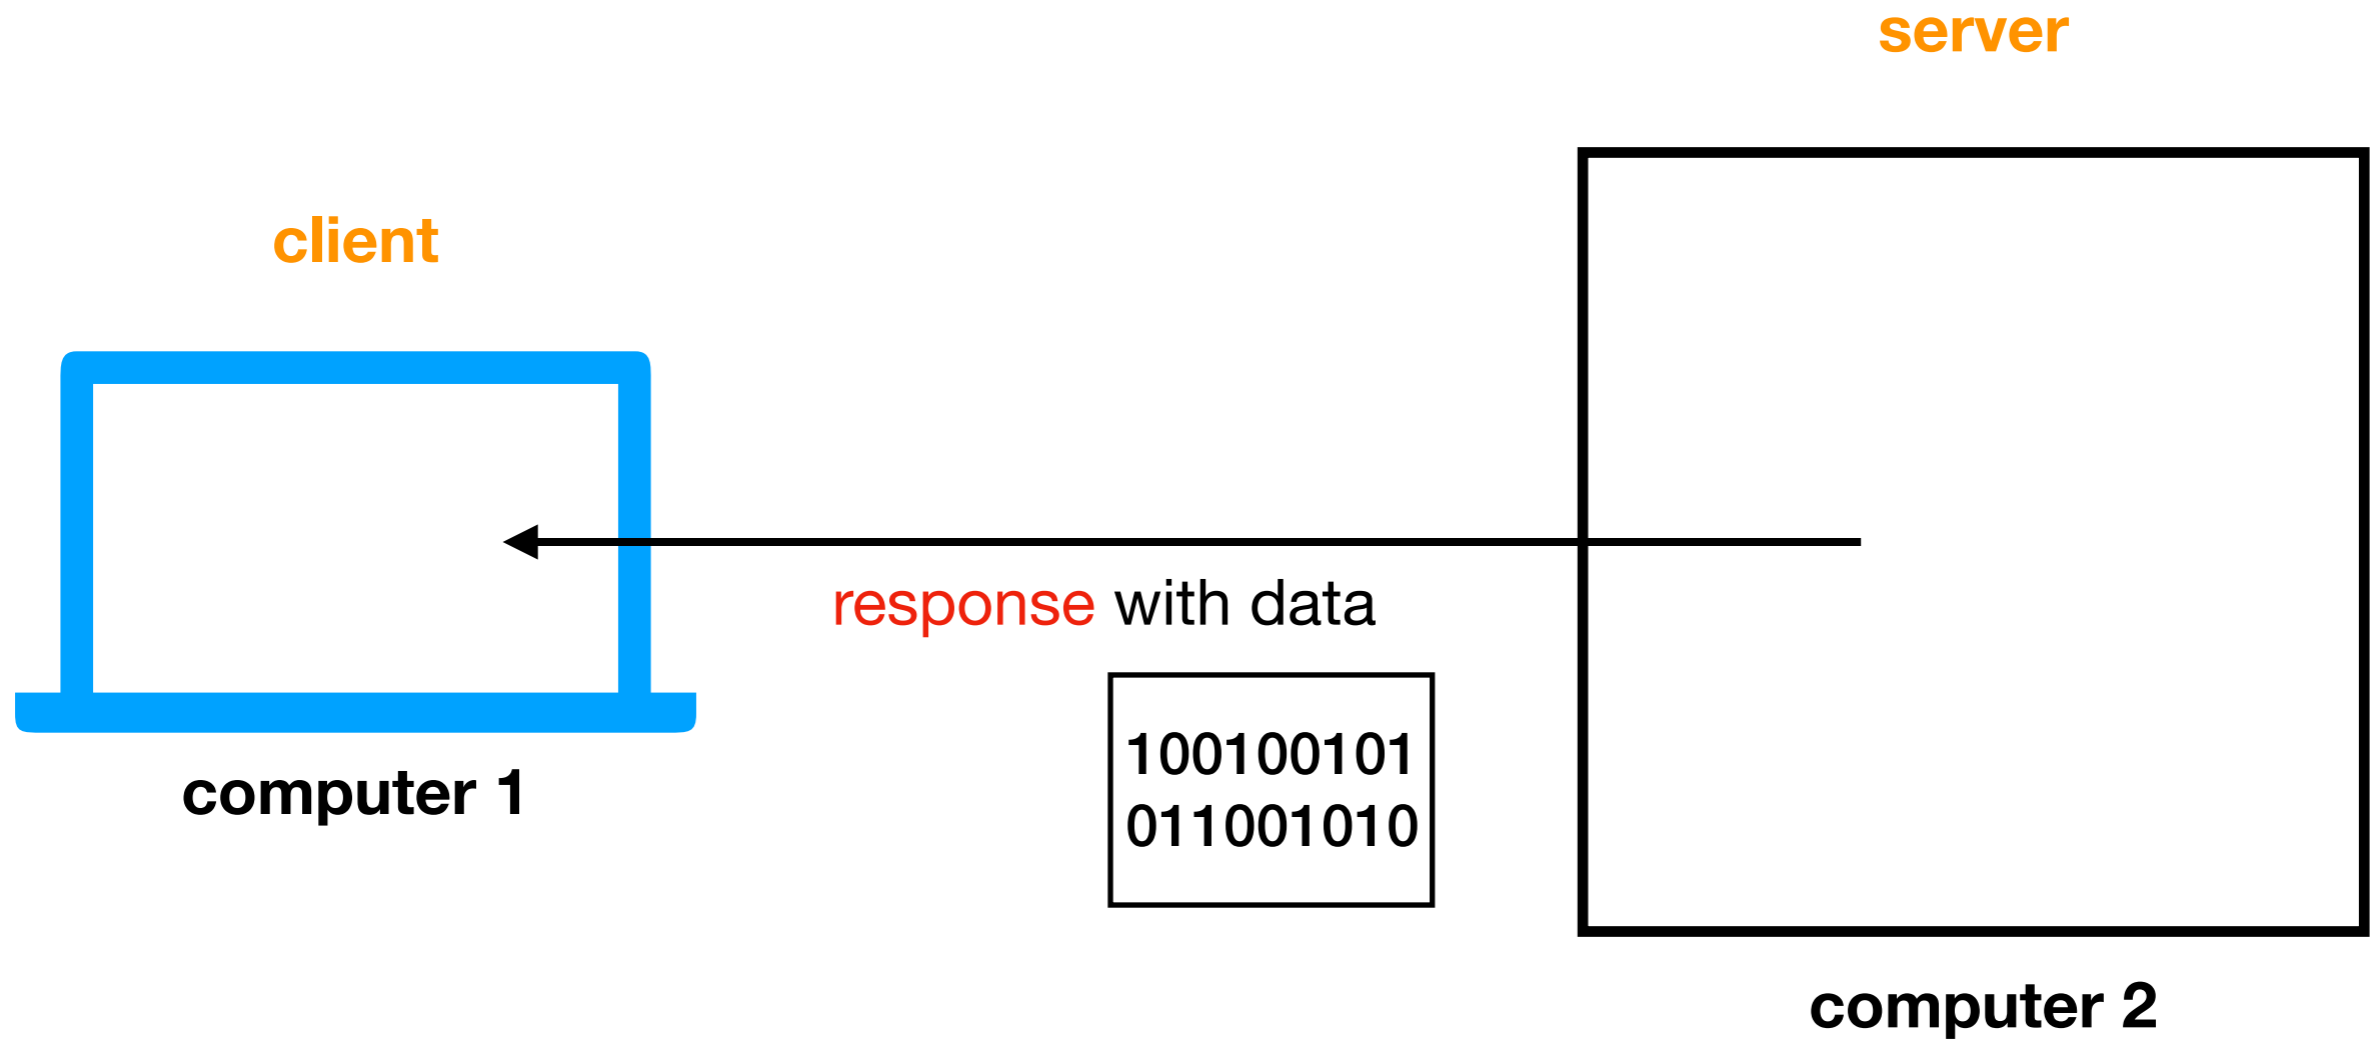 server
client
response with data
100100101
011001010
computer 1
computer 2